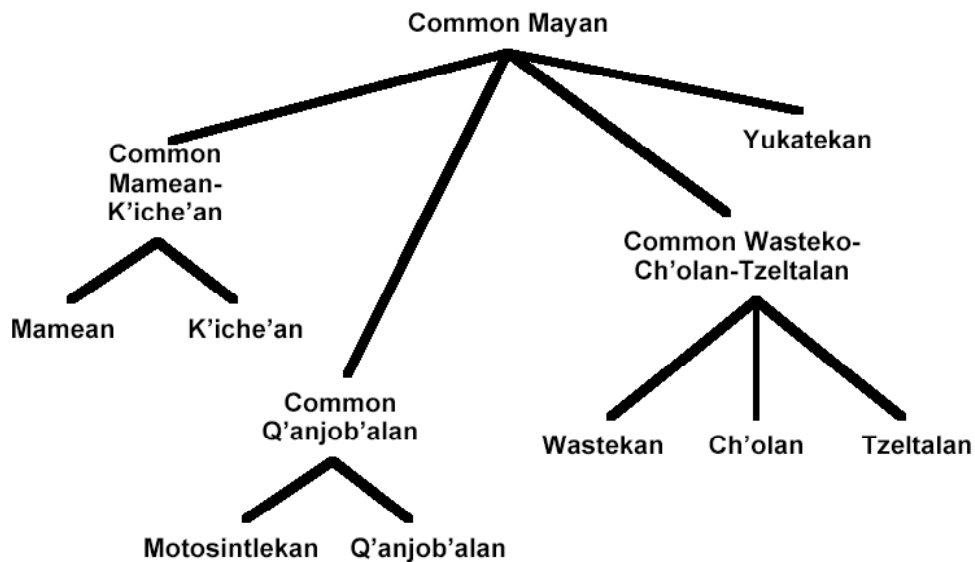 Common Mayan
Yukatekan
Common
Mamean-
K'iche'an
Common Wasteko-
Ch'olan-Tzeltalan
Mamean
K'iche'an
Common
Q'anjob'alan
Wastekan
Ch'olan
Tzeltalan
Motosintlekan
Q'anjob'alan